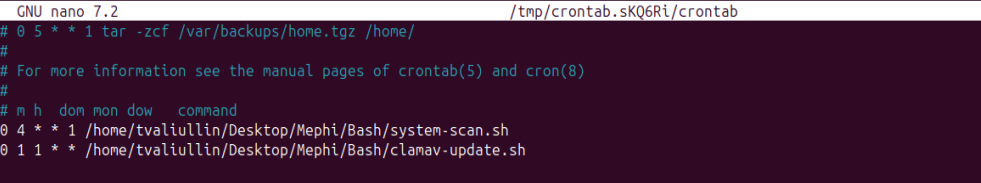 GNU nano 7.2 /tmp/crontab.sKQ6Ri/crontab
# 0 5 * * 1 tar -zcf /var/backups/home.tgz /home/
#
# For more information see the manual pages of crontab(5) and cron(8)
#
# m h  dom mon dow   command
0 4 * * 1 /home/tvaliullin/Desktop/Mephi/Bash/system-scan.sh
0 1 1 * * /home/tvaliullin/Desktop/Mephi/Bash/clamav-update.sh